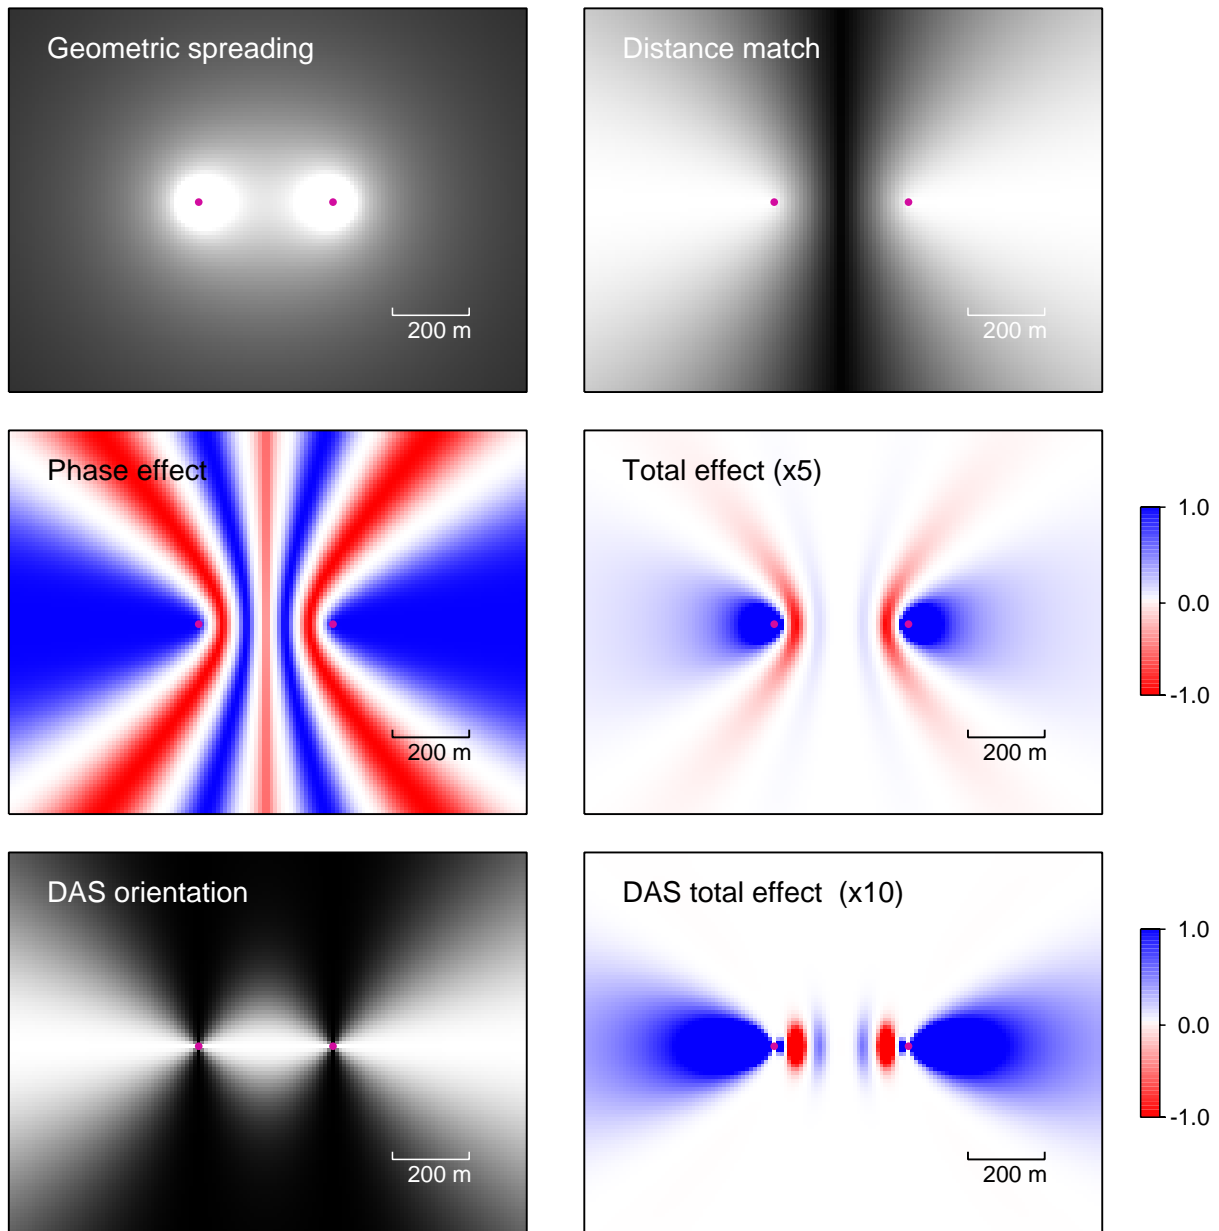 Geometric spreading
200 m
Distance match
200 m
Phase effect
200 m
Total effect (x5)
200 m
1.0
0.0
-1.0
DAS orientation
200 m
DAS total effect (x10)
200 m
1.0
0.0
-1.0